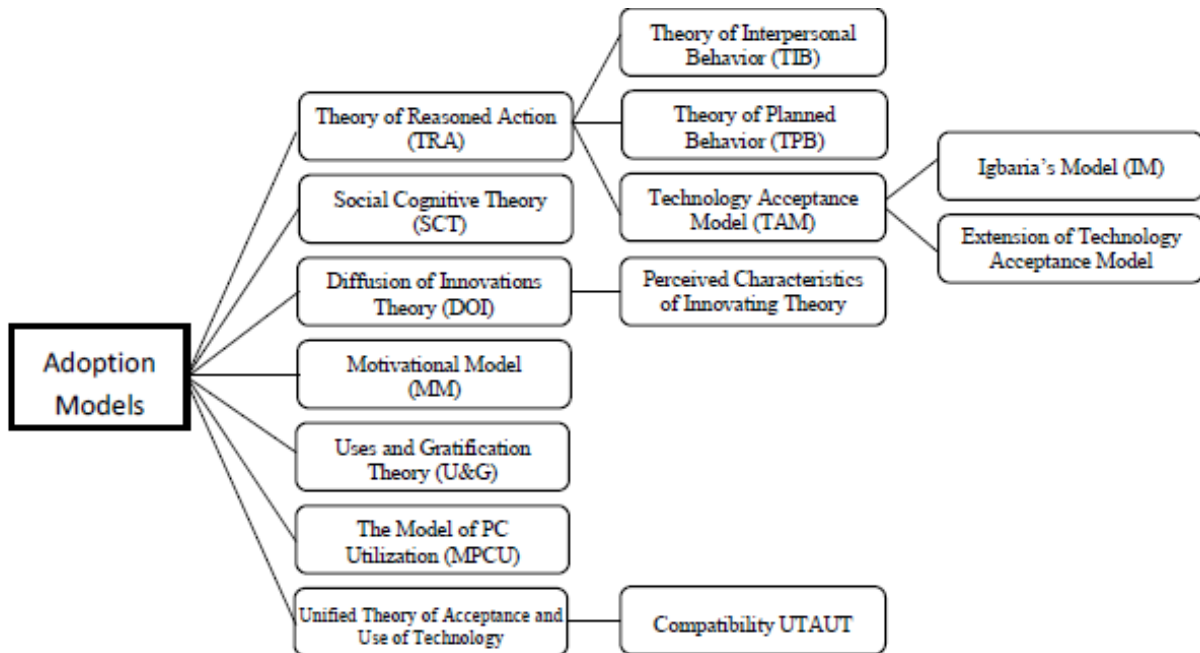 Theory of Interpersonal
Behavior (TIB)
Theory of Reasoned Action
(TRA)
Theory of Planned
Behavior (TPB)
Igbaria's Model (IM)
Social Cognitive Theory
(SCT)
Technology Acceptance
Model (TAM)
Extension of Technology
Acceptance Model
Diffusion of Innovations
Theory (DOI)
Perceived Characteristics
of Innovating Theory
Adoption
Models
Motivational Model
(MM)
Uses and Gratification
Theory (U&G)
The Model of PC
Utilization (MPCU)
Unified Theory of Acceptance and
Use of Technology
Compatibility UTAUT